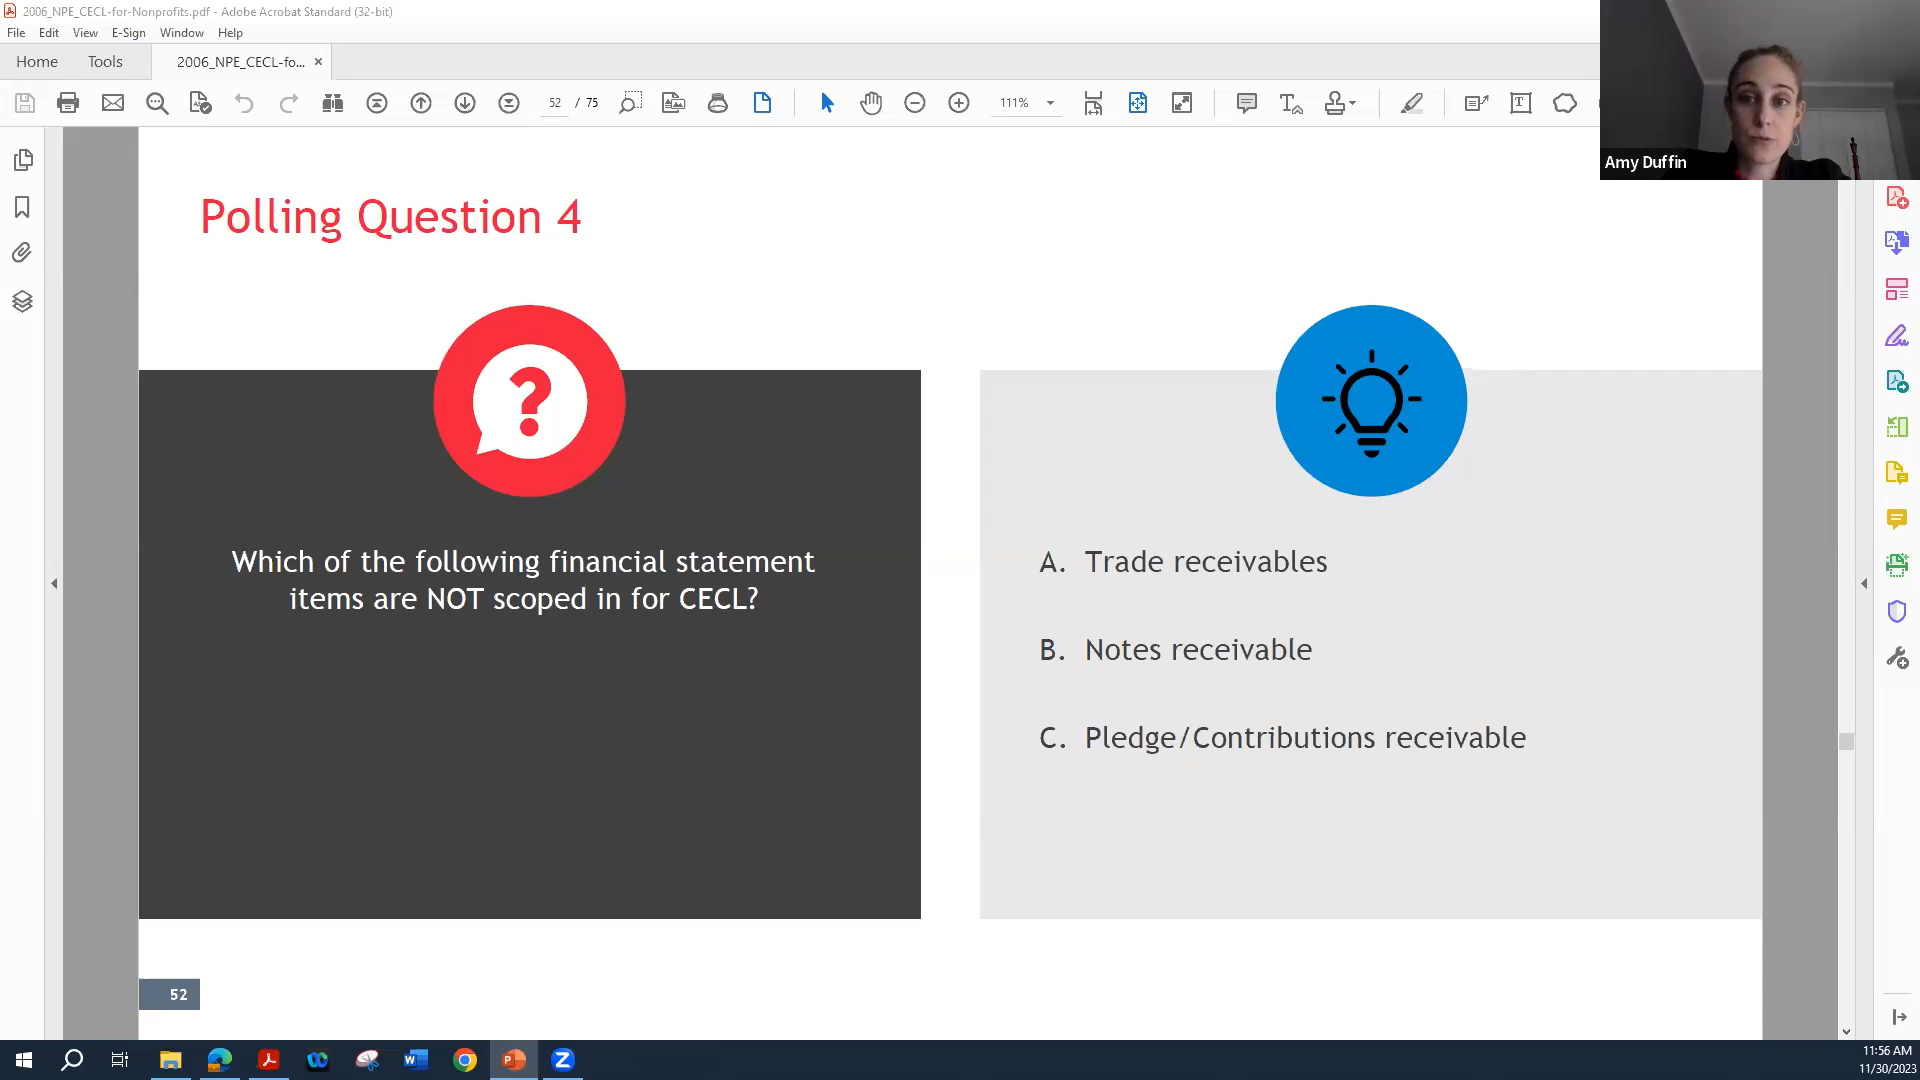 2006_NPE_CECL-for-Nonprofits.pdf - Adobe Acrobat Standard (32-bit)
File Edit View E-Sign Window Help
Home Tools 2006_NPE_CECL-fo... ×
52 / 75 111%
Amy Duffin
Polling Question 4
?
Which of the following financial statement
items are NOT scoped in for CECL?
A. Trade receivables
B. Notes receivable
C. Pledge/Contributions receivable
52
11:56 AM
11/30/2023